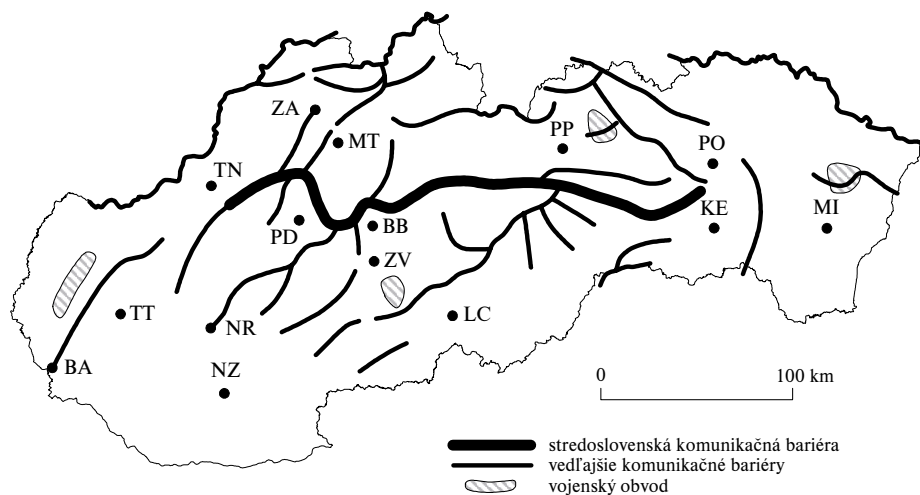 ZA
MT
PP
PO
TN
PD
BB
KE
MI
ZV
TT
NR
LC
BA
NZ
0 100 km
stredoslovenská komunikačná bariéra
vedľajšie komunikačné bariéry
vojenský obvod